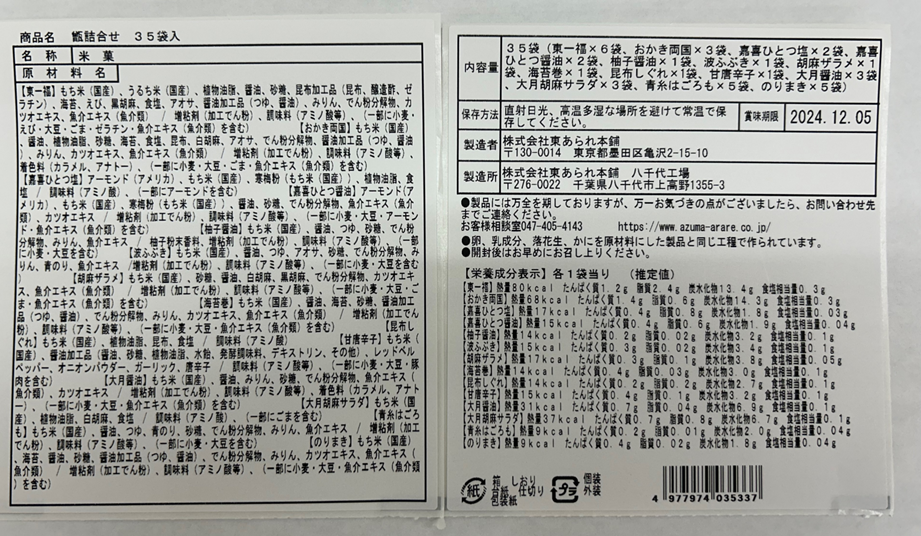 商品名 甑詰合せ 35袋入
名称 米菓
原材料名
【東一福】もち米(国産)、うるち米(国産)、植物油脂、醤油、砂糖、昆布加工品(昆布、醸造酢、ゼ
ラチン)、海苔、えび、黒胡麻、食塩、アオサ、醤油加工品(つゆ、醤油)、みりん、でん粉分解物、カ
ツオエキス、魚介エキス(魚介類) / 増粘剤(加工でん粉)、調味料(アミノ酸等)、(一部に小麦・
えび・大豆・ごま・ゼラチン・魚介エキス(魚介類)を含む) 【おかき両国】もち米(国産)
、醤油、植物油脂、砂糖、海苔、食塩、昆布、白胡麻、アオサ、でん粉分解物、醤油加工品(つゆ、醤油
)、みりん、カツオエキス、魚介エキス(魚介類) / 増粘剤(加工でん粉)、調味料(アミノ酸等)、
着色料(カラメル、アナトー)、(一部に小麦・大豆・ごま・魚介エキス(魚介類)を含む)
【嘉喜ひとつ塩】アーモンド(アメリカ)、もち米(国産)、寒梅粉(もち米(国産))、植物油脂、食
塩 / 調味料(アミノ酸)、(一部にアーモンドを含む) 【嘉喜ひとつ醤油】アーモンド(ア
メリカ)、もち米(国産)、寒梅粉(もち米(国産))、醤油、砂糖、でん粉分解物、みりん、魚介エキス
(魚介類)、カツオエキス / 増粘剤(加工でん粉)、調味料(アミノ酸等)、(一部に小麦・大豆・アーモン
ド・魚介エキス(魚介類)を含む) 【柚子醤油】もち米(国産)、醤油、つゆ、砂糖、でん粉
分解物、みりん、魚介エキス / 柚子粉末香料、増粘剤(加工でん粉)、調味料(アミノ酸等)、(一部
に小麦・大豆を含む) 【波ふぶき】もち米(国産)、醤油、つゆ、アオサ、砂糖、でん粉分解物、み
りん、青のり、魚介エキス / 増粘剤(加工でん粉)、調味料(アミノ酸等)、(一部に小麦・大豆を含む
) 【胡麻ザラメ】もち米(国産)、砂糖、醤油、白胡麻、黒胡麻、でん粉分解物、カツオエキ
ス、魚介エキス(魚介類) / 増粘剤(加工でん粉)、調味料(アミノ酸等)、(一部に小麦・大豆・ご
ま・魚介エキス(魚介類)を含む) 【海苔巻】もち米(国産)、醤油、海苔、砂糖、醤油加工
品(つゆ、醤油)、でん粉分解物、みりん、カツオエキス、魚介エキス(魚介類) / 増粘剤(加工でん
粉)、調味料(アミノ酸等)、(一部に小麦・大豆・魚介エキス(魚介類)を含む) 【昆布し
ぐれ】もち米(国産)、植物油脂、昆布、食塩 / 調味料(アミノ酸) 【甘唐辛子】もち米(
国産)、醤油加工品(醤油、砂糖、植物油脂、水飴、発酵調味料、デキストリン、その他)、レッドベル
ペッパー、オニオンパウダー、ガーリック、唐辛子 / 調味料(アミノ酸等)、(一部に小麦・大豆・豚
肉を含む) 【大月醤油】もち米(国産)、醤油、みりん、砂糖、でん粉分解物、魚介エキス(
魚介類)、カツオエキス / 増粘剤(加工でん粉)、調味料(アミノ酸等)、着色料(カラメル、アナト
ー)、(一部に小麦・大豆・魚介エキス(魚介類)を含む) 【大月胡麻サラダ】もち米(国
産)、植物油脂、白胡麻、食塩 / 調味料(アミノ酸)、(一部にごまを含む) 【青糸はごろ
も】もち米(国産)、醤油、つゆ、青のり、砂糖、でん粉分解物、みりん、魚介エキス / 増粘剤(加工で
ん粉)、調味料(アミノ酸等)、(一部に小麦・大豆を含む) 【のりまき】もち米(国産)
、海苔、醤油、砂糖、醤油加工品(つゆ、醤油)、でん粉分解物、みりん、カツオエキス、魚介エキス(
魚介類) / 増粘剤(加工でん粉)、調味料(アミノ酸等)、(一部に小麦・大豆・魚介エキス(魚介類
)を含む)
内容量 35袋(東一福×6袋、おかき両国×3袋、嘉喜ひとつ塩×2袋、嘉喜
ひとつ醤油×2袋、柚子醤油×1袋、波ふぶき×1袋、胡麻ザラメ×1
袋、海苔巻×1袋、昆布しぐれ×1袋、甘唐辛子×1袋、大月醤油×3袋
、大月胡麻サラダ×3袋、青糸はごろも×5袋、のりまき×5袋)
保存方法 直射日光、高温多湿な場所を避けて常温で保
存してください。 賞味期限 2024.12.05
製造者 株式会社東あられ本鋪
〒130-0014 東京都墨田区亀沢2-15-10
製造所 株式会社東あられ本鋪 八千代工場
〒276-0022 千葉県八千代市上高野1355-3
●製品には万全を期しておりますが、万一お気づきの点がございましたら、お問い合わせ先
までご連絡ください。
お客様相談室047-405-4143 https://www.azuma-arare.co.jp/
●卵、乳成分、落花生、かにを原材料にした製品と同じ工程で作られています。
●開封後はお早めにお召し上りください。
【栄養成分表示】各1袋当り (推定値)
【東一福】熱量80kcal たんぱく質1.2g 脂質2.4g 炭水化物13.4g 食塩相当量0.3g
【おかき両国】熱量68kcal たんぱく質1.4g 脂質0.6g 炭水化物14.3g 食塩相当量0.3g
【嘉喜ひとつ塩】熱量17kcal たんぱく質0.4g 脂質0.8g 炭水化物1.8g 食塩相当量0.03g
【嘉喜ひとつ醤油】熱量15kcal たんぱく質0.4g 脂質0.6g 炭水化物1.9g 食塩相当量0.04g
【柚子醤油】熱量14kcal たんぱく質0.2g 脂質0.02g 炭水化物3.2g 食塩相当量0.1g
【波ふぶき】熱量15kcal たんぱく質0.3g 脂質0.02g 炭水化物3.4g 食塩相当量0.1g
【胡麻ザラメ】熱量17kcal たんぱく質0.3g 脂質0.1g 炭水化物3.8g 食塩相当量0.05g
【海苔巻】熱量14kcal たんぱく質0.4g 脂質0.03g 炭水化物3.0g 食塩相当量0.1g
【昆布しぐれ】熱量14kcal たんぱく質0.2g 脂質0.2g 炭水化物2.7g 食塩相当量0.1g
【甘唐辛子】熱量15kcal たんぱく質0.4g 脂質0.1g 炭水化物3.2g 食塩相当量0.1g
【大月醤油】熱量31kcal たんぱく質0.7g 脂質0.04g 炭水化物6.9g 食塩相当量0.2g
【大月胡麻サラダ】熱量37kcal たんぱく質0.7g 脂質0.8g 炭水化物6.7g 食塩相当量0.1g
【青糸はごろも】熱量9kcal たんぱく質0.2g 脂質0.01g 炭水化物2.0g 食塩相当量0.04g
【のりまき】熱量9kcal たんぱく質0.3g 脂質0.02g 炭水化物1.8g 食塩相当量0.04g
紙 箱 しおり
台紙 仕切り
包装紙
プラ 個装
外装
4 977974 035337